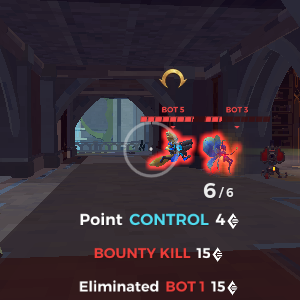 BOT 5
BOT 3
6/6
Point CONTROL 4
BOUNTY KILL 15
Eliminated BOT 1 15